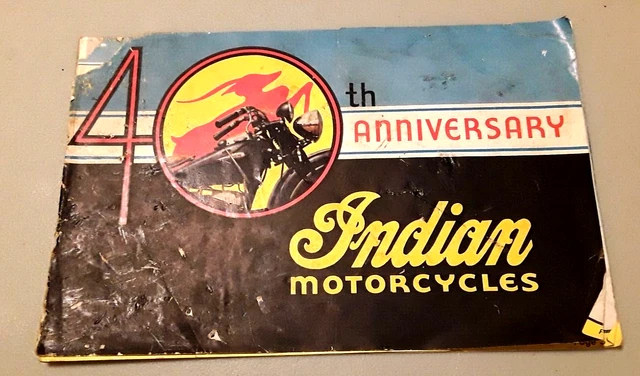 40th
ANNIVERSARY
Indian
MOTORCYCLES